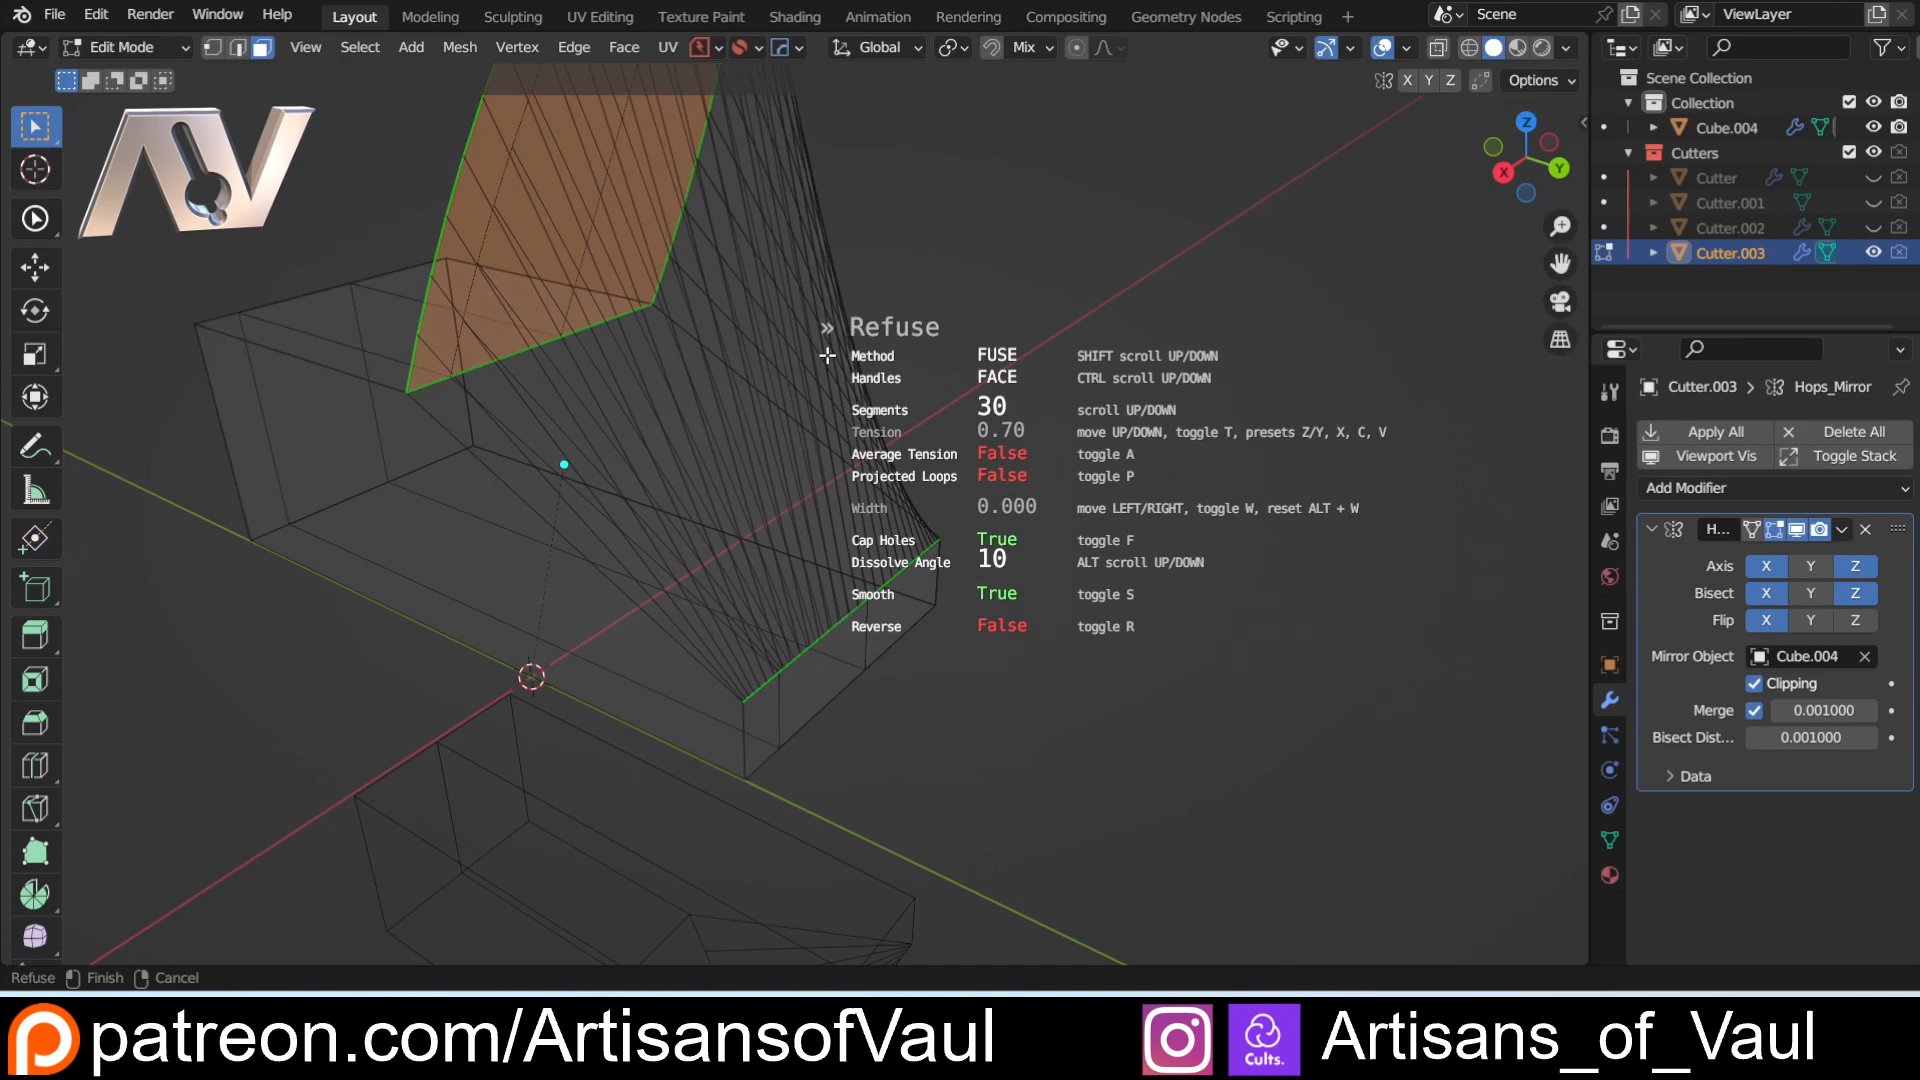 File Edit Render Window Help
Layout Modeling Sculpting UV Editing Texture Paint Shading Animation Rendering Compositing Geometry Nodes Scripting +
Scene
ViewLayer
Edit Mode
View Select Add Mesh Vertex Edge Face UV
Global
Mix
X Y Z
Options
AV
Z
Y
X
Scene Collection
Collection
Cube.004
Cutters
Cutter
Cutter.001
Cutter.002
Cutter.003
» Refuse
Method FUSE SHIFT scroll UP/DOWN
Handles FACE CTRL scroll UP/DOWN
Segments 30 scroll UP/DOWN
Tension 0.70 move UP/DOWN, toggle T, presets Z/Y, X, C, V
Average Tension False toggle A
Projected Loops False toggle P
Width 0.000 move LEFT/RIGHT, toggle W, reset ALT + W
Cap Holes True toggle F
Dissolve Angle 10 ALT scroll UP/DOWN
Smooth True toggle S
Reverse False toggle R
Cutter.003 > Hops_Mirror
Apply All Delete All
Viewport Vis Toggle Stack
Add Modifier
H...
Axis X Y Z
Bisect X Y Z
Flip X Y Z
Mirror Object Cube.004
Clipping
Merge 0.001000
Bisect Dist... 0.001000
Data
Refuse Finish Cancel
patreon.com/ArtisansofVaul
Cults.
Artisans_of_Vaul